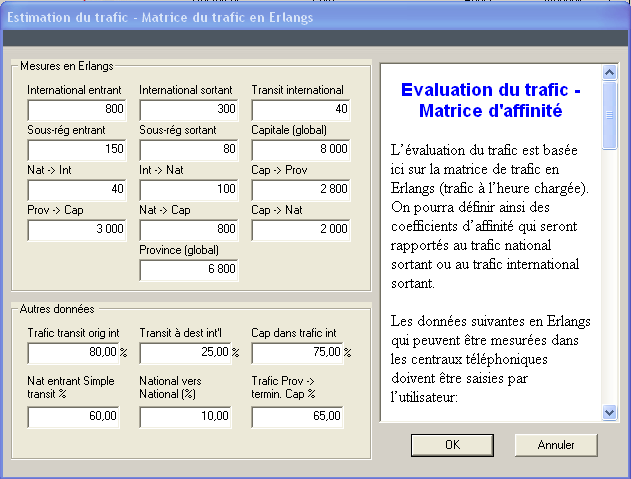 Estimation du trafic - Matrice du trafic en Erlangs
Mesures en Erlangs
International entrant International sortant Transit international
800 300 40
Sous-rég entrant Sous-rég sortant Capitale (global)
150 80 8 000
Nat -> Int Int -> Nat Cap -> Prov
40 100 2 800
Prov -> Cap Nat -> Cap Cap -> Nat
3 000 800 2 000
Province (global)
6 800
Autres données
Trafic transit orig int Transit à dest int'l Cap dans trafic int
80,00 % 25,00 % 75,00 %
Nat entrant Simple National vers Trafic Prov ->
transit % National (%) termin. Cap %
60,00 10,00 65,00
Evaluation du trafic -
Matrice d'affinité
L'évaluation du trafic est basée
ici sur la matrice de trafic en
Erlangs (trafic à l'heure chargée).
On pourra définir ainsi des
coefficients d'affinité qui seront
rapportés au trafic national
sortant ou au trafic international
sortant.
Les données suivantes en Erlangs
qui peuvent être mesurées dans
les centraux téléphoniques
doivent être saisies par
l'utilisateur:
OK Annuler